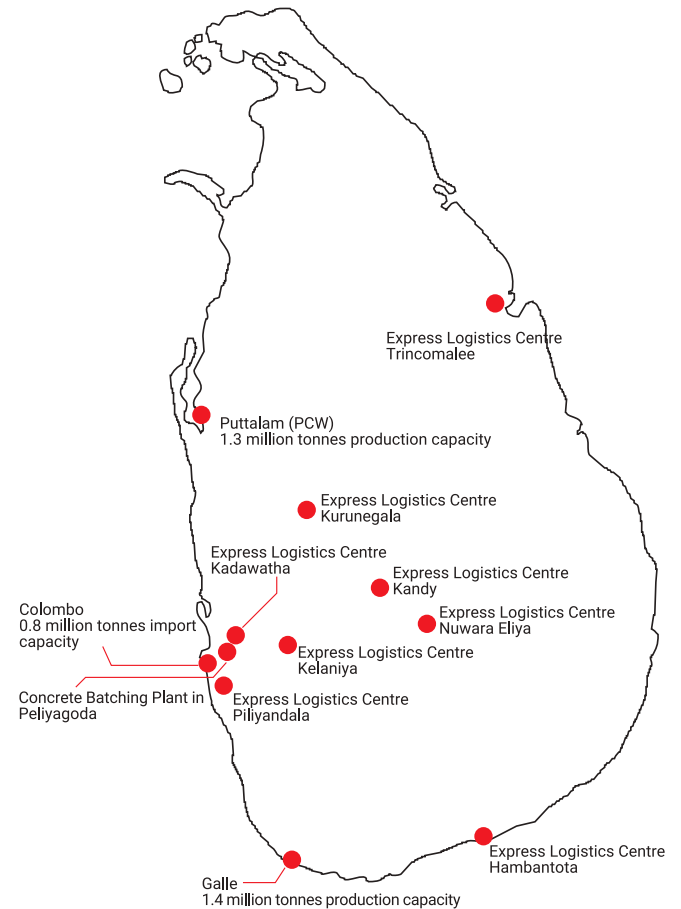 Express Logistics Centre
Trincomalee
Puttalam (PCW)
1.3 million tonnes production capacity
Express Logistics Centre
Kurunegala
Express Logistics Centre
Kadawatha
Express Logistics Centre
Kandy
Colombo
0.8 million tonnes import
capacity
Express Logistics Centre
Nuwara Eliya
Express Logistics Centre
Kelaniya
Concrete Batching Plant in
Peliyagoda
Express Logistics Centre
Piliyandala
Express Logistics Centre
Hambantota
Galle
1.4 million tonnes production capacity